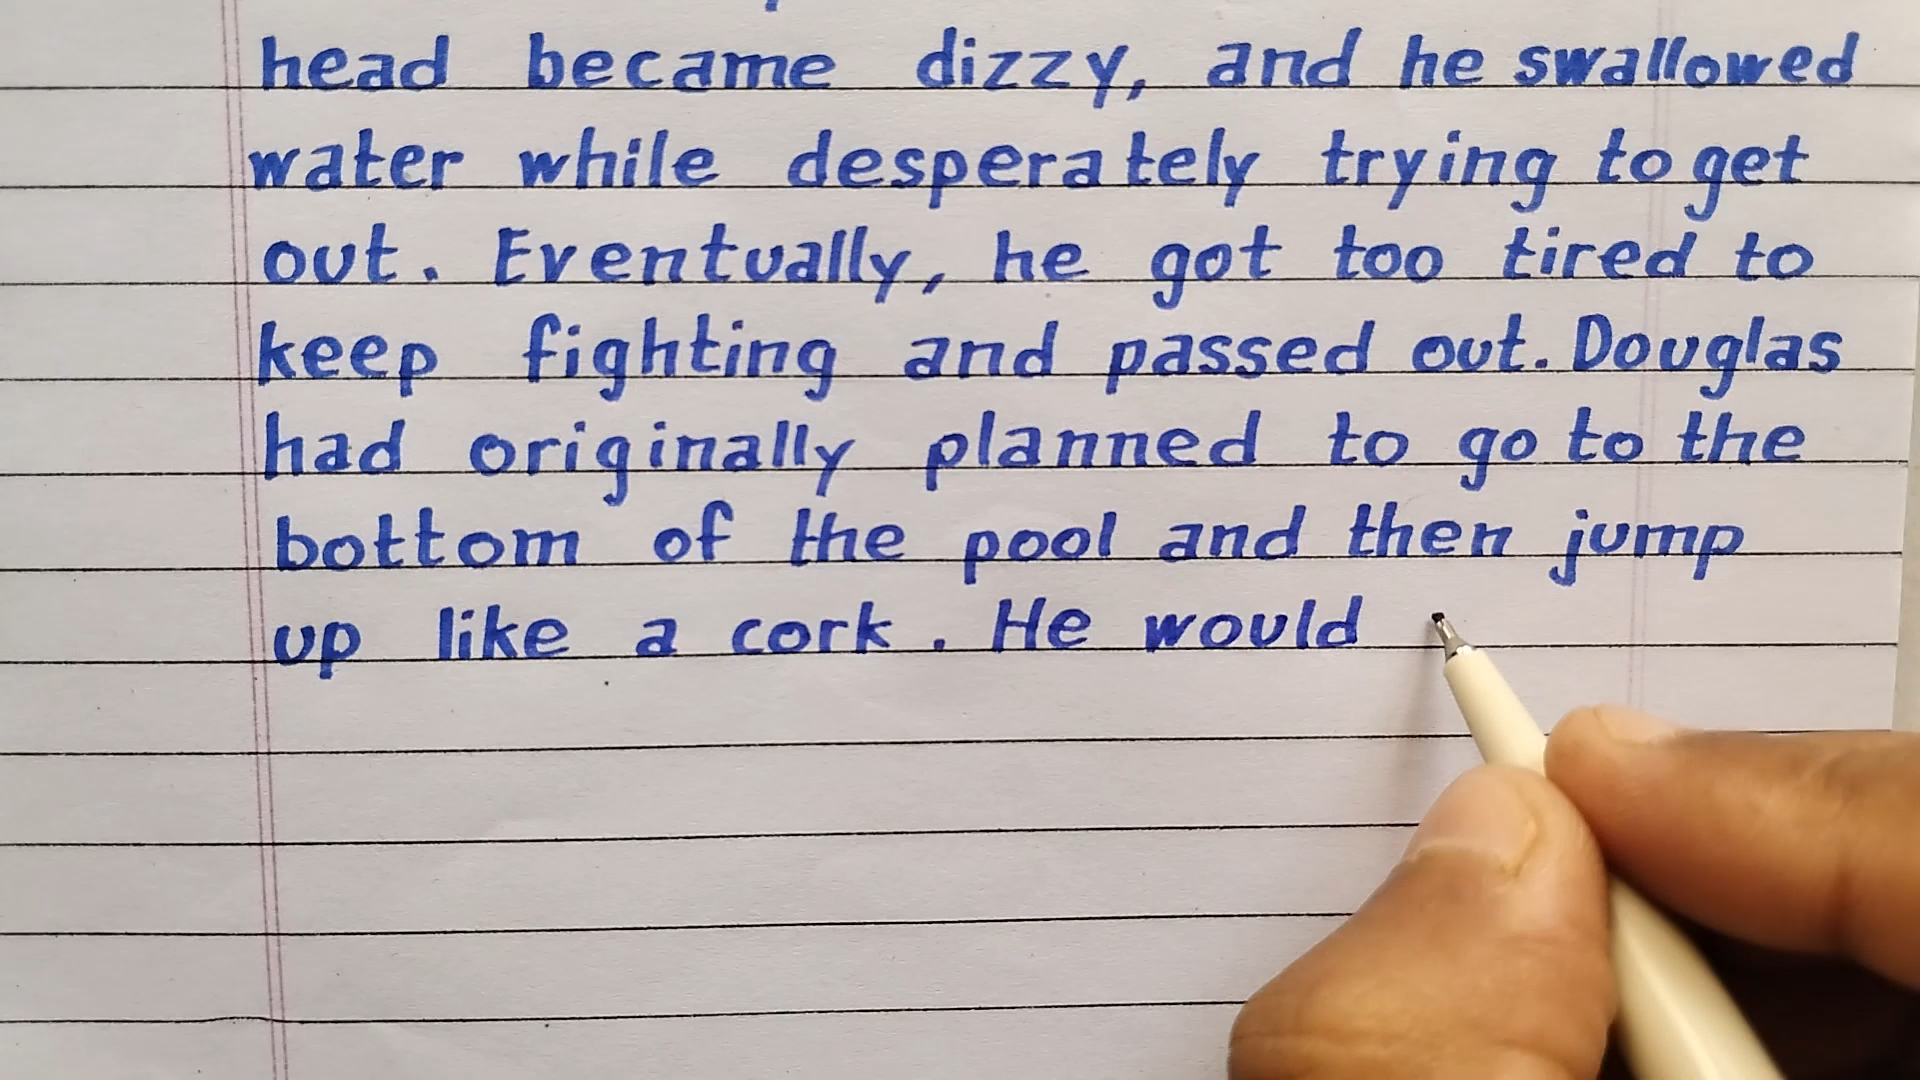 head became dizzy, and he swallowed
water while desperately trying to get
out. Eventually, he got too tired to
keep fighting and passed out. Douglas
had originally planned to go to the
bottom of the pool and then jump
up like a cork. He would